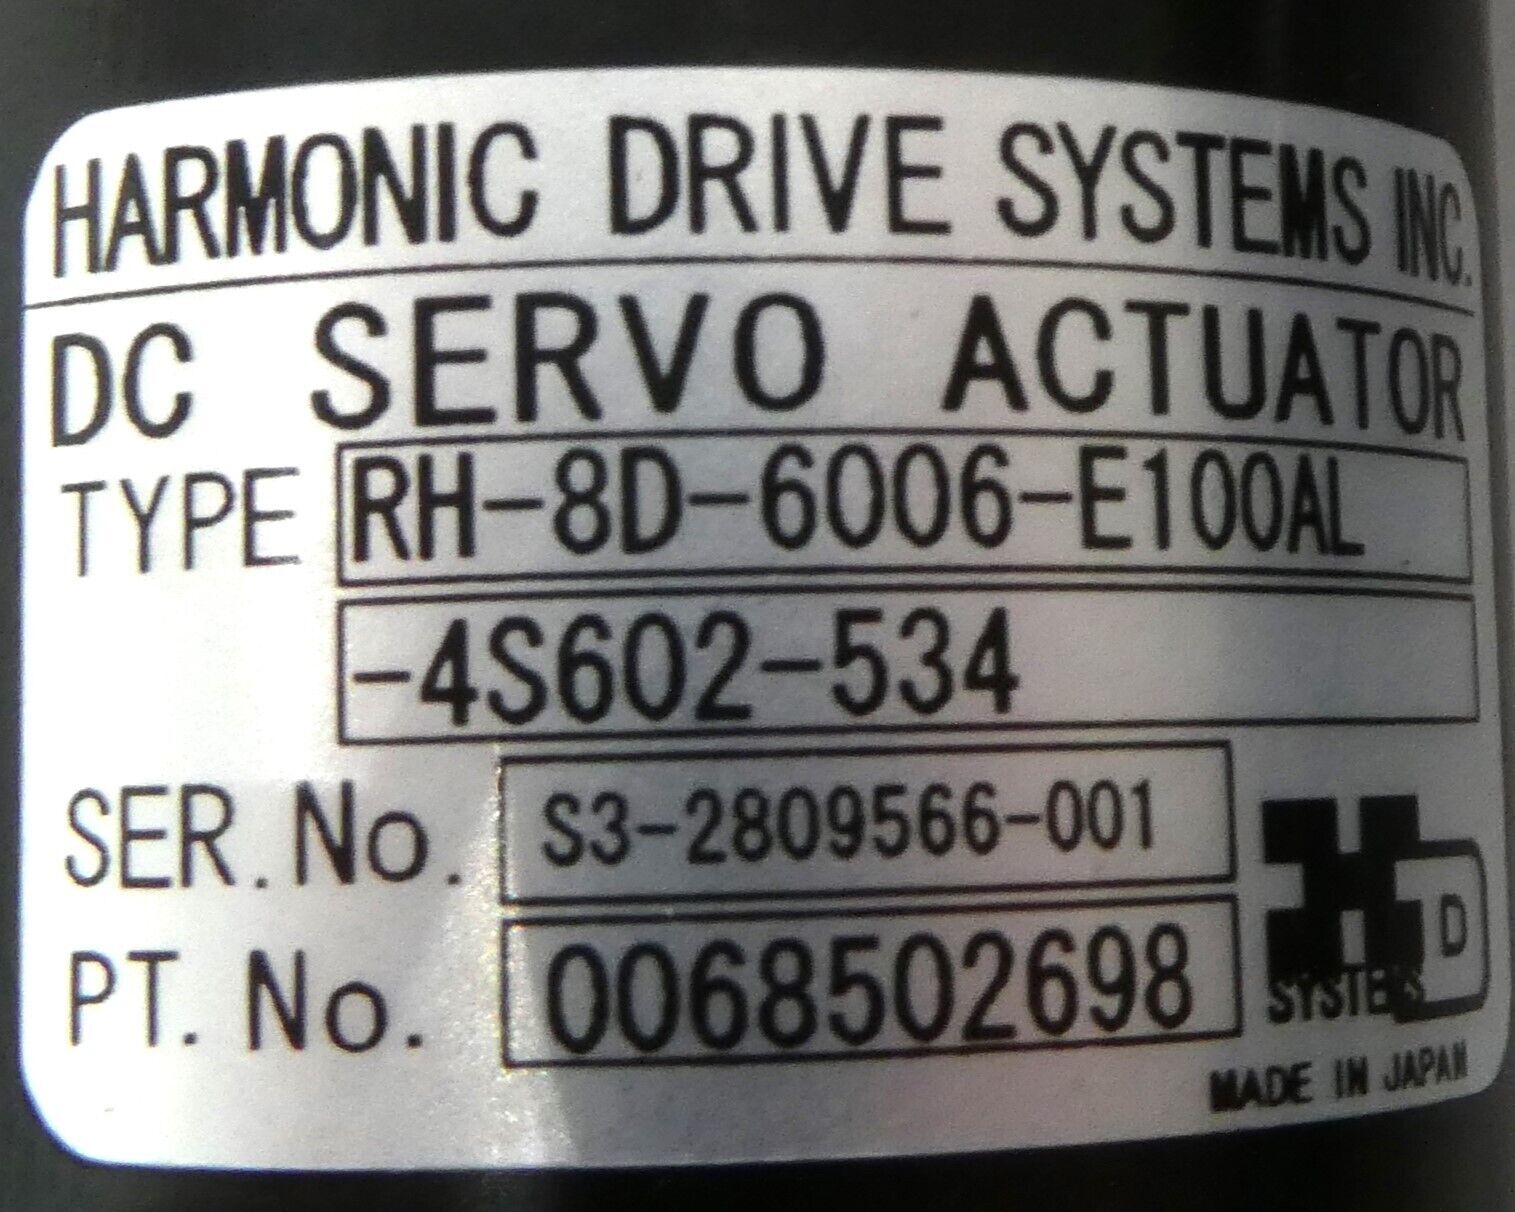 HARMONIC DRIVE SYSTEMS INC.
DC SERVO ACTUATOR
TYPE RH-8D-6006-E100AL
-4S602-534
SER.No. S3-2809566-001
PT.No. 0068502698
HD
SYSTEMS
MADE IN JAPAN